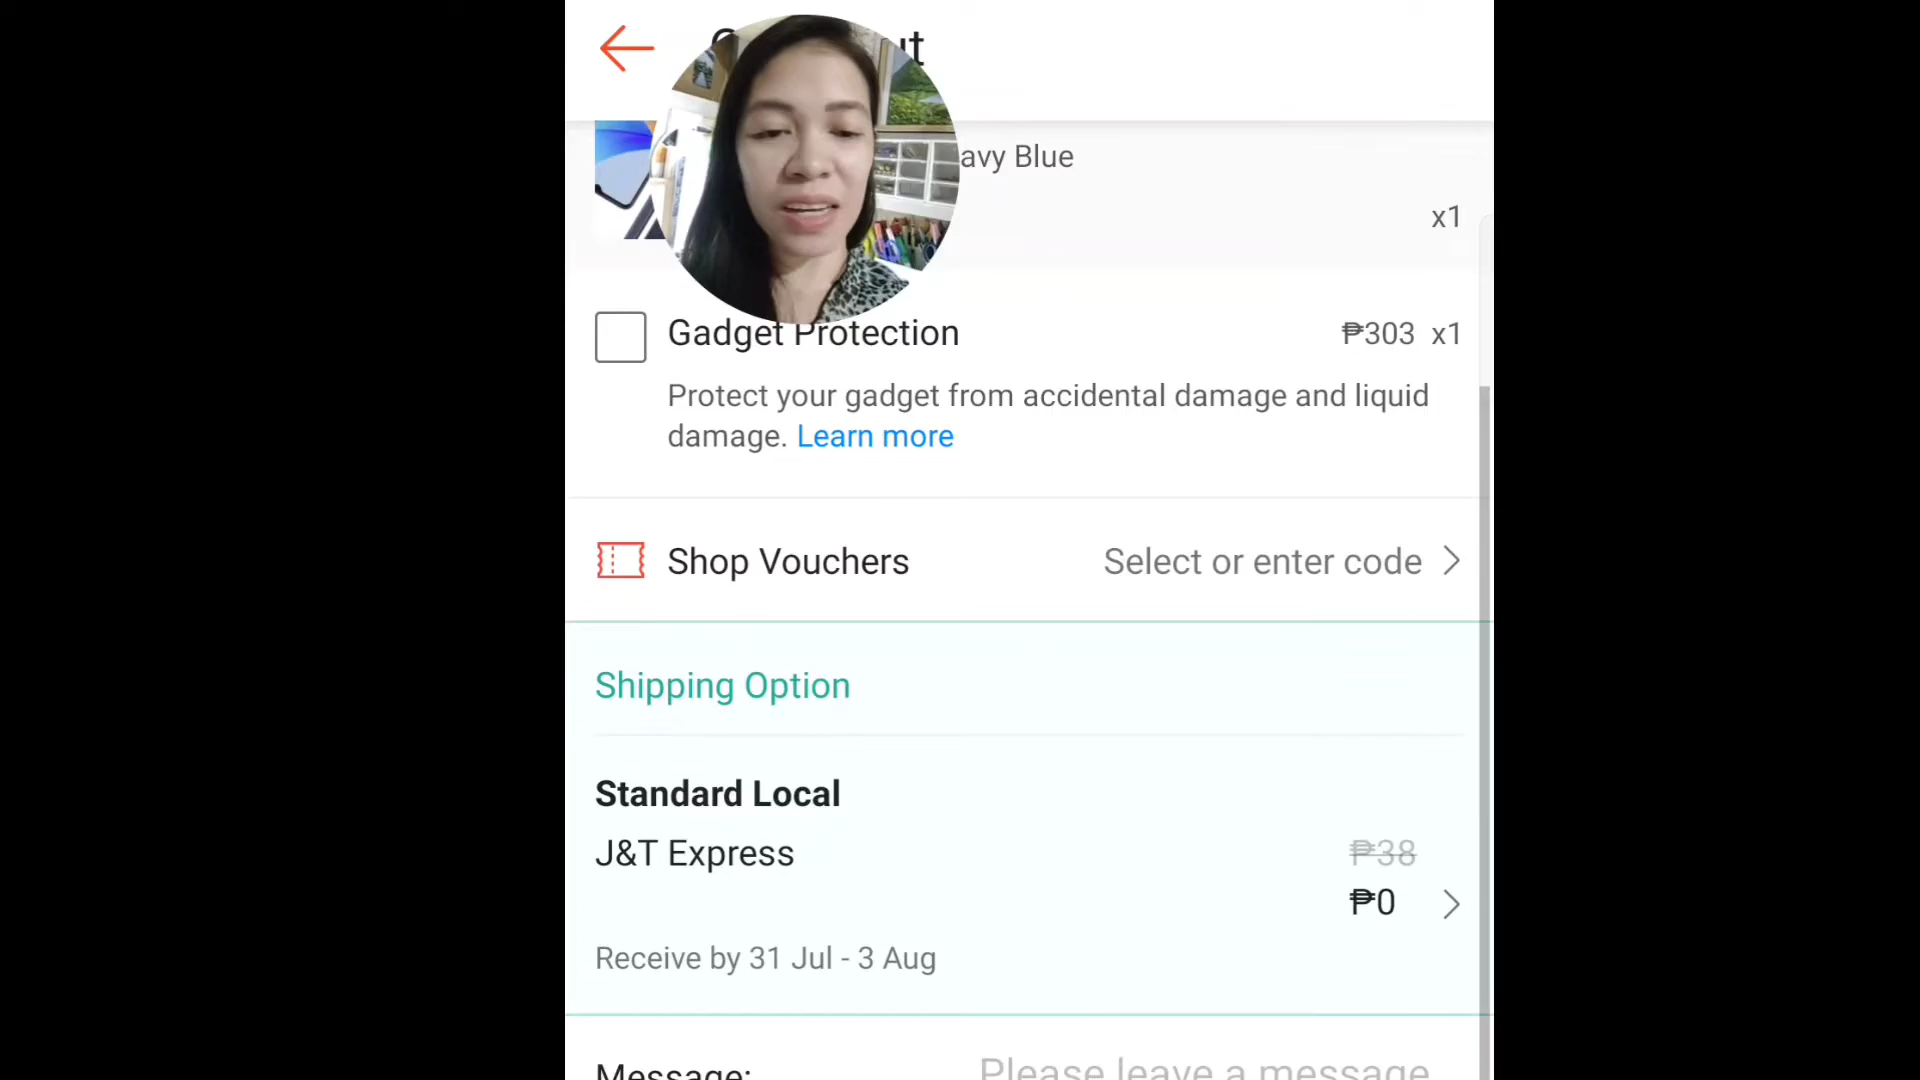 avy Blue
x1
Gadget Protection ₱303 x1
Protect your gadget from accidental damage and liquid
damage. Learn more
Shop Vouchers Select or enter code
Shipping Option
Standard Local
J&T Express ₱38
₱0
Receive by 31 Jul - 3 Aug
Message: Please leave a message